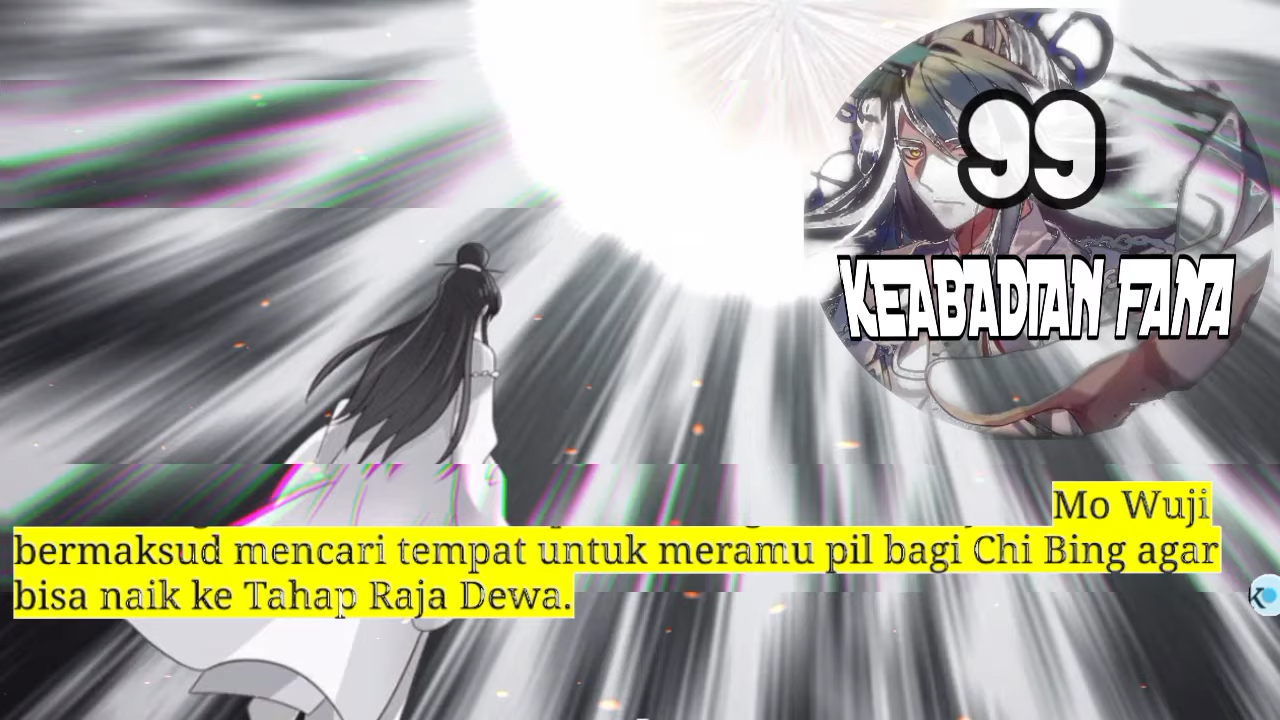 99
KEABADIAN FANA
Mo Wuji
bermaksud mencari tempat untuk meramu pil bagi Chi Bing agar
bisa naik ke Tahap Raja Dewa.